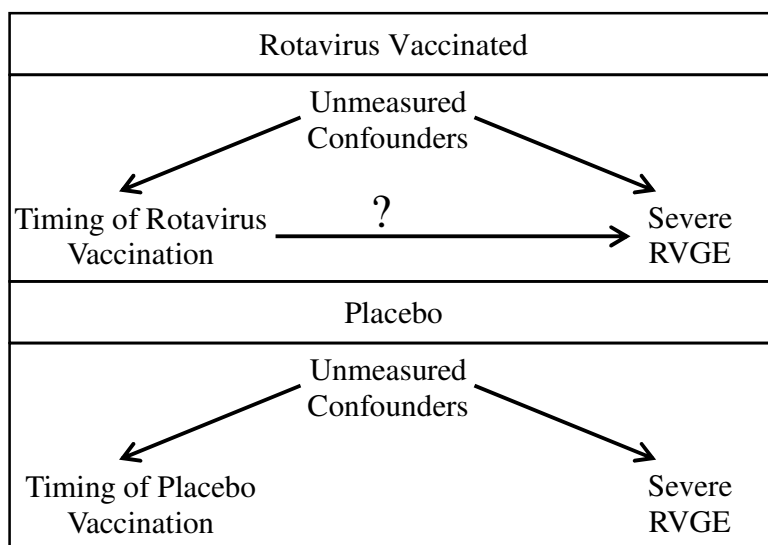 Rotavirus Vaccinated
Unmeasured
Confounders
Timing of Rotavirus
Vaccination
?
Severe
RVGE
Placebo
Unmeasured
Confounders
Timing of Placebo
Vaccination
Severe
RVGE